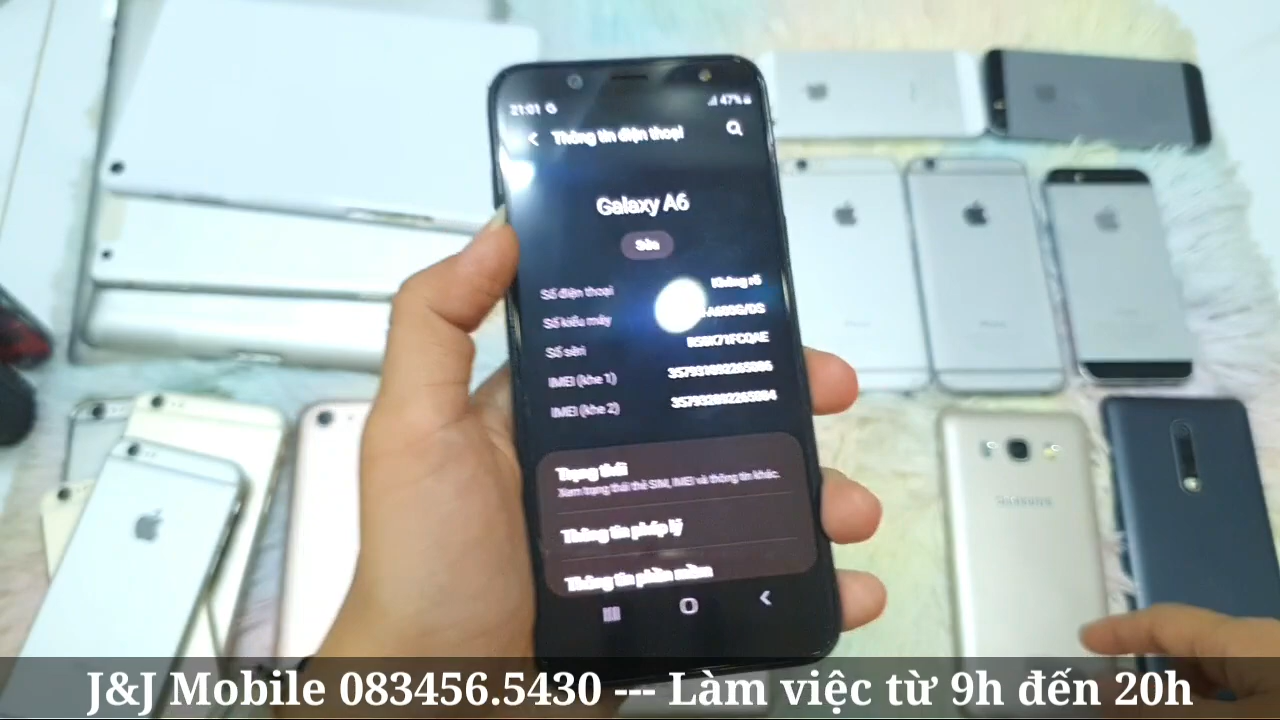 21:01
47%
Thông tin điện thoại
Galaxy A6
Sửa
Số điện thoại
Không rõ
Số kiểu máy
Số sêri
IMEI (khe 1)
IMEI (khe 2)
Trạng thái
Xem trạng thái thẻ SIM, IMEI và thông tin khác.
Thông tin pháp lý
Thông tin phần mềm
SAMSUNG
J&J Mobile 083456.5430 --- Làm việc từ 9h đến 20h